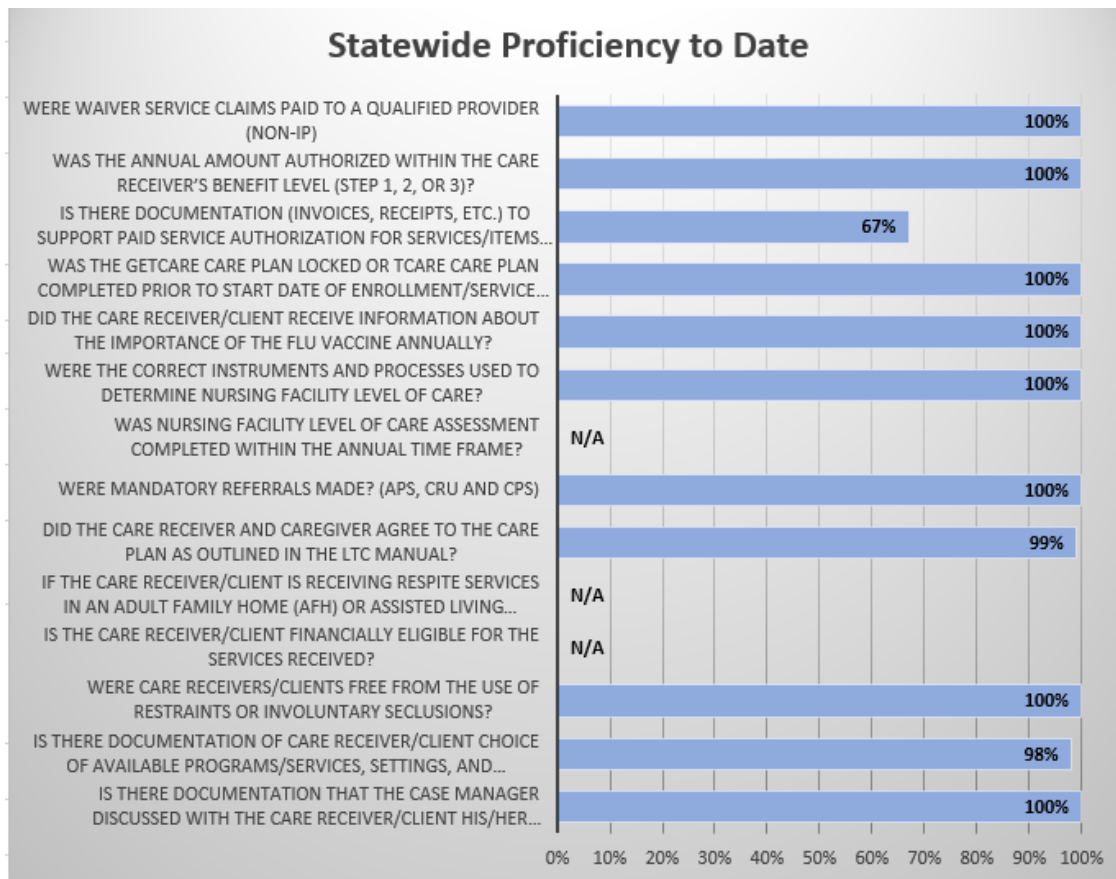 Statewide Proficiency to Date
WERE WAIVER SERVICE CLAIMS PAID TO A QUALIFIED PROVIDER
(NON-IP)
100%
WAS THE ANNUAL AMOUNT AUTHORIZED WITHIN THE CARE
RECEIVER'S BENEFIT LEVEL (STEP 1, 2, OR 3)?
100%
IS THERE DOCUMENTATION (INVOICES, RECEIPTS, ETC.) TO
SUPPORT PAID SERVICE AUTHORIZATION FOR SERVICES/ITEMS...
67%
WAS THE GETCARE CARE PLAN LOCKED OR TCARE CARE PLAN
COMPLETED PRIOR TO START DATE OF ENROLLMENT/SERVICE...
100%
DID THE CARE RECEIVER/CLIENT RECEIVE INFORMATION ABOUT
THE IMPORTANCE OF THE FLU VACCINE ANNUALLY?
100%
WERE THE CORRECT INSTRUMENTS AND PROCESSES USED TO
DETERMINE NURSING FACILITY LEVEL OF CARE?
100%
WAS NURSING FACILITY LEVEL OF CARE ASSESSMENT
COMPLETED WITHIN THE ANNUAL TIME FRAME?
N/A
WERE MANDATORY REFERRALS MADE? (APS, CRU AND CPS)
100%
DID THE CARE RECEIVER AND CAREGIVER AGREE TO THE CARE
PLAN AS OUTLINED IN THE LTC MANUAL?
99%
IF THE CARE RECEIVER/CLIENT IS RECEIVING RESPITE SERVICES
IN AN ADULT FAMILY HOME (AFH) OR ASSISTED LIVING...
N/A
IS THE CARE RECEIVER/CLIENT FINANCIALLY ELIGIBLE FOR THE
SERVICES RECEIVED?
N/A
WERE CARE RECEIVERS/CLIENTS FREE FROM THE USE OF
RESTRAINTS OR INVOLUNTARY SECLUSIONS?
100%
IS THERE DOCUMENTATION OF CARE RECEIVER/CLIENT CHOICE
OF AVAILABLE PROGRAMS/SERVICES, SETTINGS, AND...
98%
IS THERE DOCUMENTATION THAT THE CASE MANAGER
DISCUSSED WITH THE CARE RECEIVER/CLIENT HIS/HER...
100%
0% 10% 20% 30% 40% 50% 60% 70% 80% 90% 100%